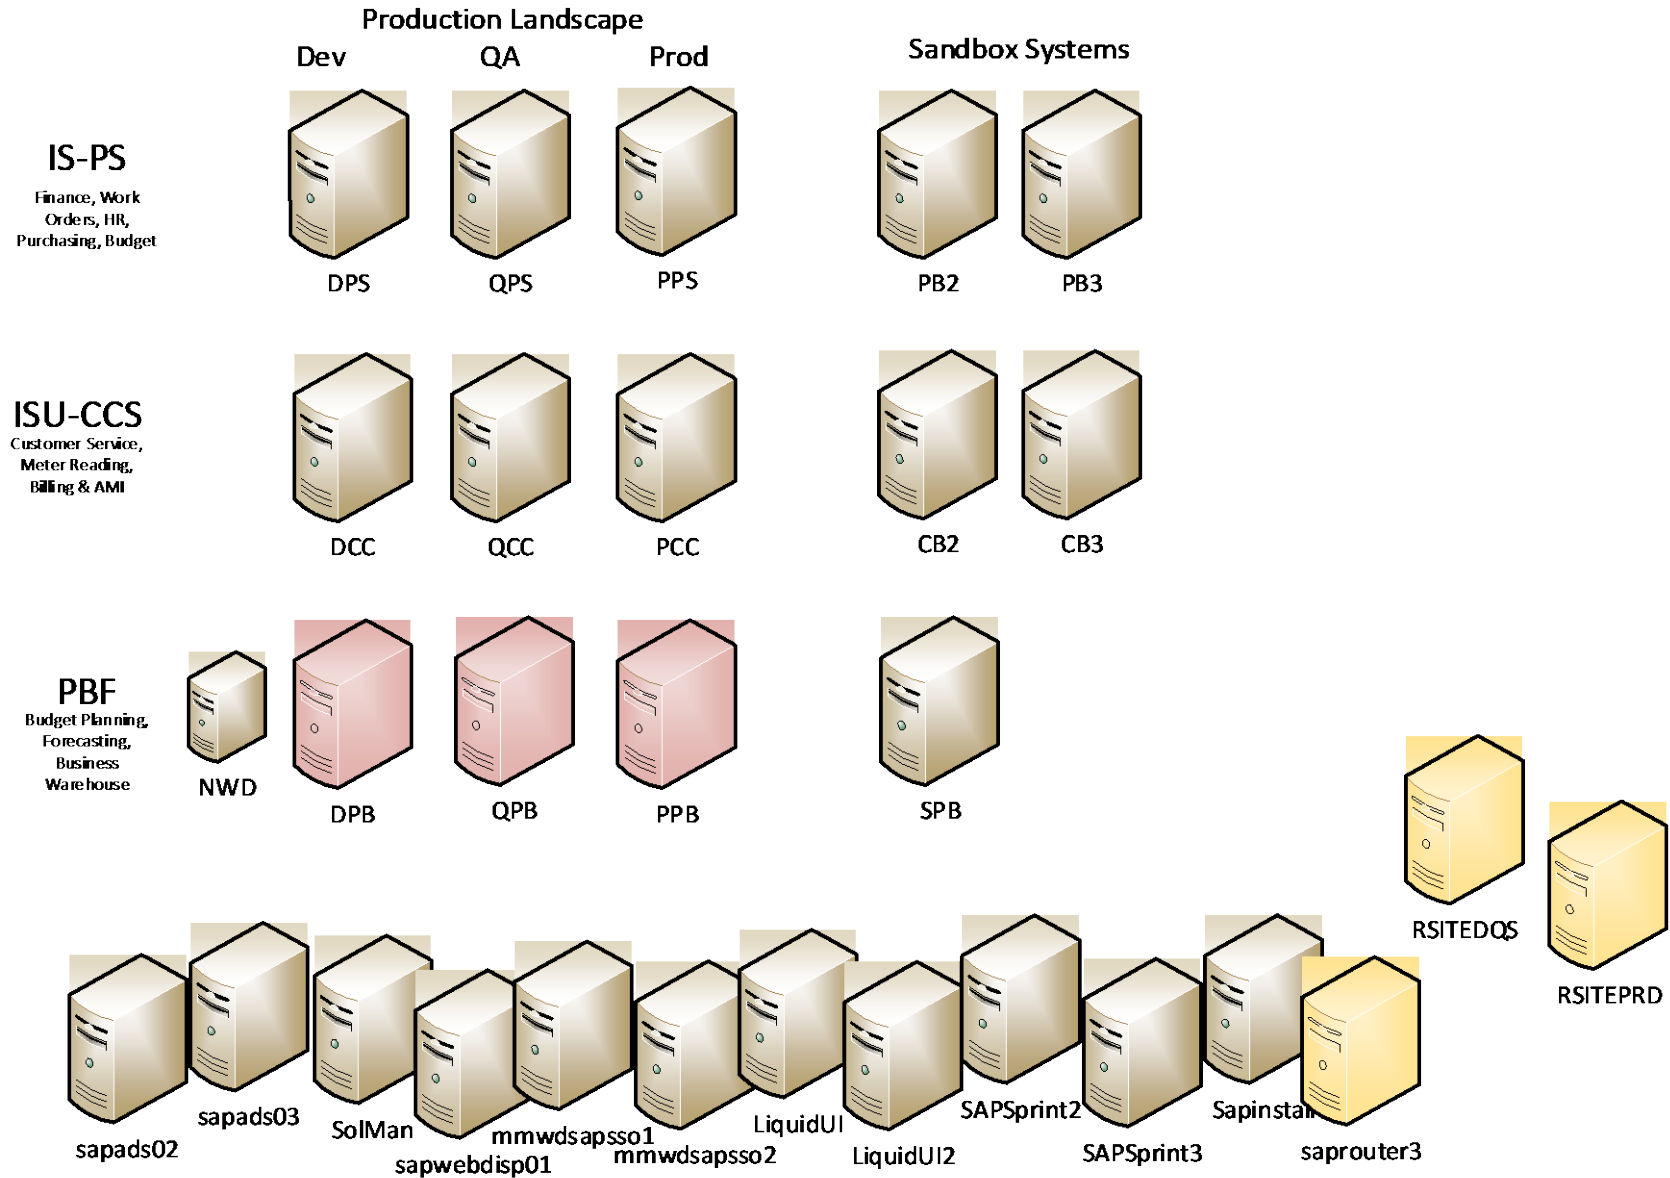 Production Landscape
Dev QA Prod
Sandbox Systems
IS-PS
Finance, Work
Orders, HR,
Purchasing, Budget
DPS QPS PPS PB2 PB3
ISU-CCS
Customer Service,
Meter Reading,
Billing & AMI
DCC QCC PCC CB2 CB3
PBF
Budget Planning,
Forecasting,
Business
Warehouse
NWD DPB QPB PPB SPB
RSITEDQS
RSITEPRD
sapads02
sapads03
SolMan
sapwebdisp01
mmwdsapsso1
mmwdsapsso2
LiquidUI
LiquidUI2
SAPSprint2
SAPSprint3
Sapinstall
saprouter3